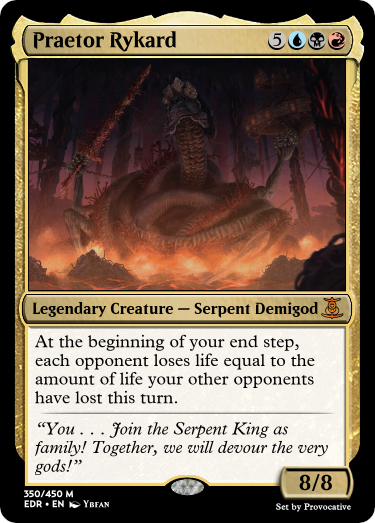 Praetor Rykard 5
Legendary Creature — Serpent Demigod
At the beginning of your end step,
each opponent loses life equal to the
amount of life your other opponents
have lost this turn.
“You . . . Join the Serpent King as
family! Together, we will devour the very
gods!”
8/8
350/450 M
EDR • EN Ybfan
Set by Provocative